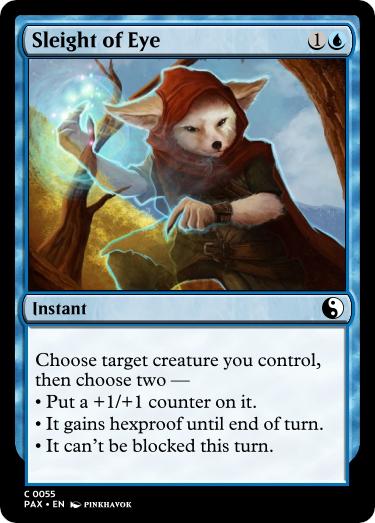 Sleight of Eye 1
Instant
Choose target creature you control,
then choose two —
• Put a +1/+1 counter on it.
• It gains hexproof until end of turn.
• It can't be blocked this turn.
C 0055
PAX • EN PINKHAVOK